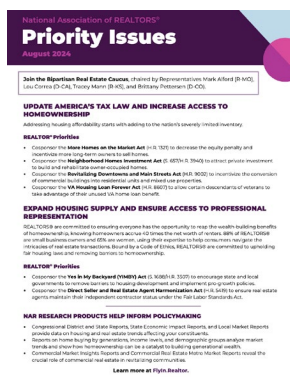 National Association of REALTORS®
Priority Issues
August 2024
Join the Bipartisan Real Estate Caucus, chaired by Representatives Mark Alford (R-MO),
Lou Correa (D-CA), Tracey Mann (R-KS), and Brittany Pettersen (D-CO).
UPDATE AMERICA'S TAX LAW AND INCREASE ACCESS TO
HOMEOWNERSHIP
Addressing housing affordability starts with adding to the nation's severely limited inventory.
REALTOR® Priorities
• Cosponsor the More Homes on the Market Act (H.R. 1321) to decrease the equity penalty and
incentivize more long-term owners to sell homes.
• Cosponsor the Neighborhood Homes Investment Act (S. 657/H.R. 3940) to attract private investment
to build and rehabilitate owner-occupied homes.
• Cosponsor the Revitalizing Downtowns and Main Streets Act (H.R. 9002) to incentivize the conversion
of commercial buildings into residential and mixed use properties.
• Cosponsor the VA Housing Loan Forever Act (H.R. 8607) to allow certain descendants of veterans to
take advantage of their unused VA home loan benefit.
EXPAND HOUSING SUPPLY AND ENSURE ACCESS TO PROFESSIONAL
REPRESENTATION
REALTORS® are committed to ensuring everyone has the opportunity to reap the wealth-building benefits
of homeownership, knowing homeowners accrue 40 times the net worth of renters. 88% of REALTORS®
are small business owners and 65% are women, using their expertise to help consumers navigate the
intricacies of real estate transactions. Bound by a Code of Ethics, REALTORS® are committed to upholding
fair housing laws and removing barriers to homeownership.
REALTOR® Priorities
• Cosponsor the Yes in My Backyard (YIMBY) Act (S. 1688/H.R. 3507) to encourage state and local
governments to remove barriers to housing development and implement pro-growth policies.
• Cosponsor the Direct Seller and Real Estate Agent Harmonization Act (H.R. 5419) to ensure real estate
agents maintain their independent contractor status under the Fair Labor Standards Act.
NAR RESEARCH PRODUCTS HELP INFORM POLICYMAKING
• Congressional District and State Reports, State Economic Impact Reports, and Local Market Reports
provide data on housing and real estate trends affecting your constituents.
• Reports on home buying by generations, income levels, and demographic groups analyze market
trends and show how homeownership can be a catalyst to building generational wealth.
• Commercial Market Insights Reports and Commercial Real Estate Metro Market Reports reveal the
crucial role of commercial real estate in revitalizing communities.
Learn more at FlyIn.Realtor.